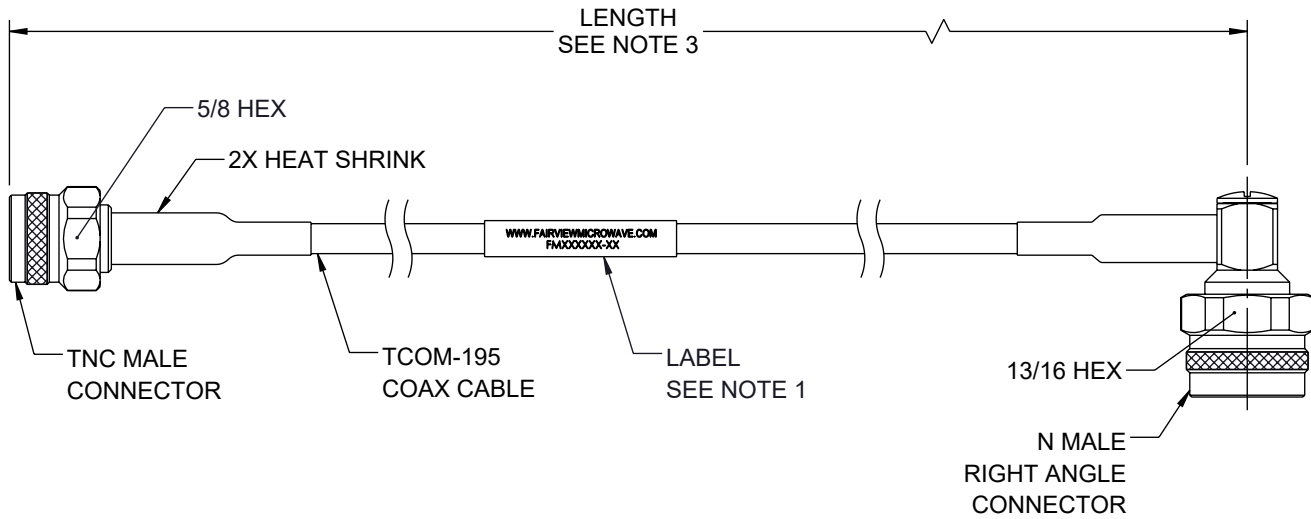 LENGTH
SEE NOTE 3
5/8 HEX
2X HEAT SHRINK
WWW.FAIRVIEWMICROWAVE.COM
FMXXXXXX-XX
TNC MALE
CONNECTOR
TCOM-195
COAX CABLE
LABEL
SEE NOTE 1
13/16 HEX
N MALE
RIGHT ANGLE
CONNECTOR